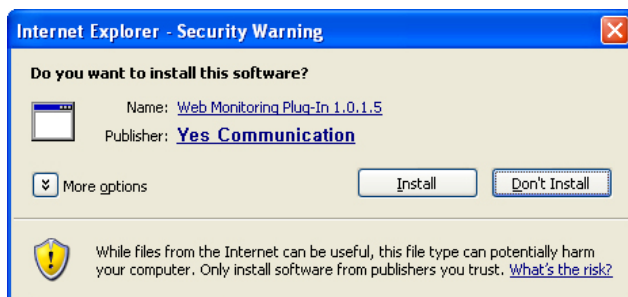 Internet Explorer - Security Warning
Do you want to install this software?
Name: Web Monitoring Plug-In 1.0.1.5
Publisher: Yes Communication
More options
Install
Don't Install
While files from the Internet can be useful, this file type can potentially harm
your computer. Only install software from publishers you trust. What's the risk?